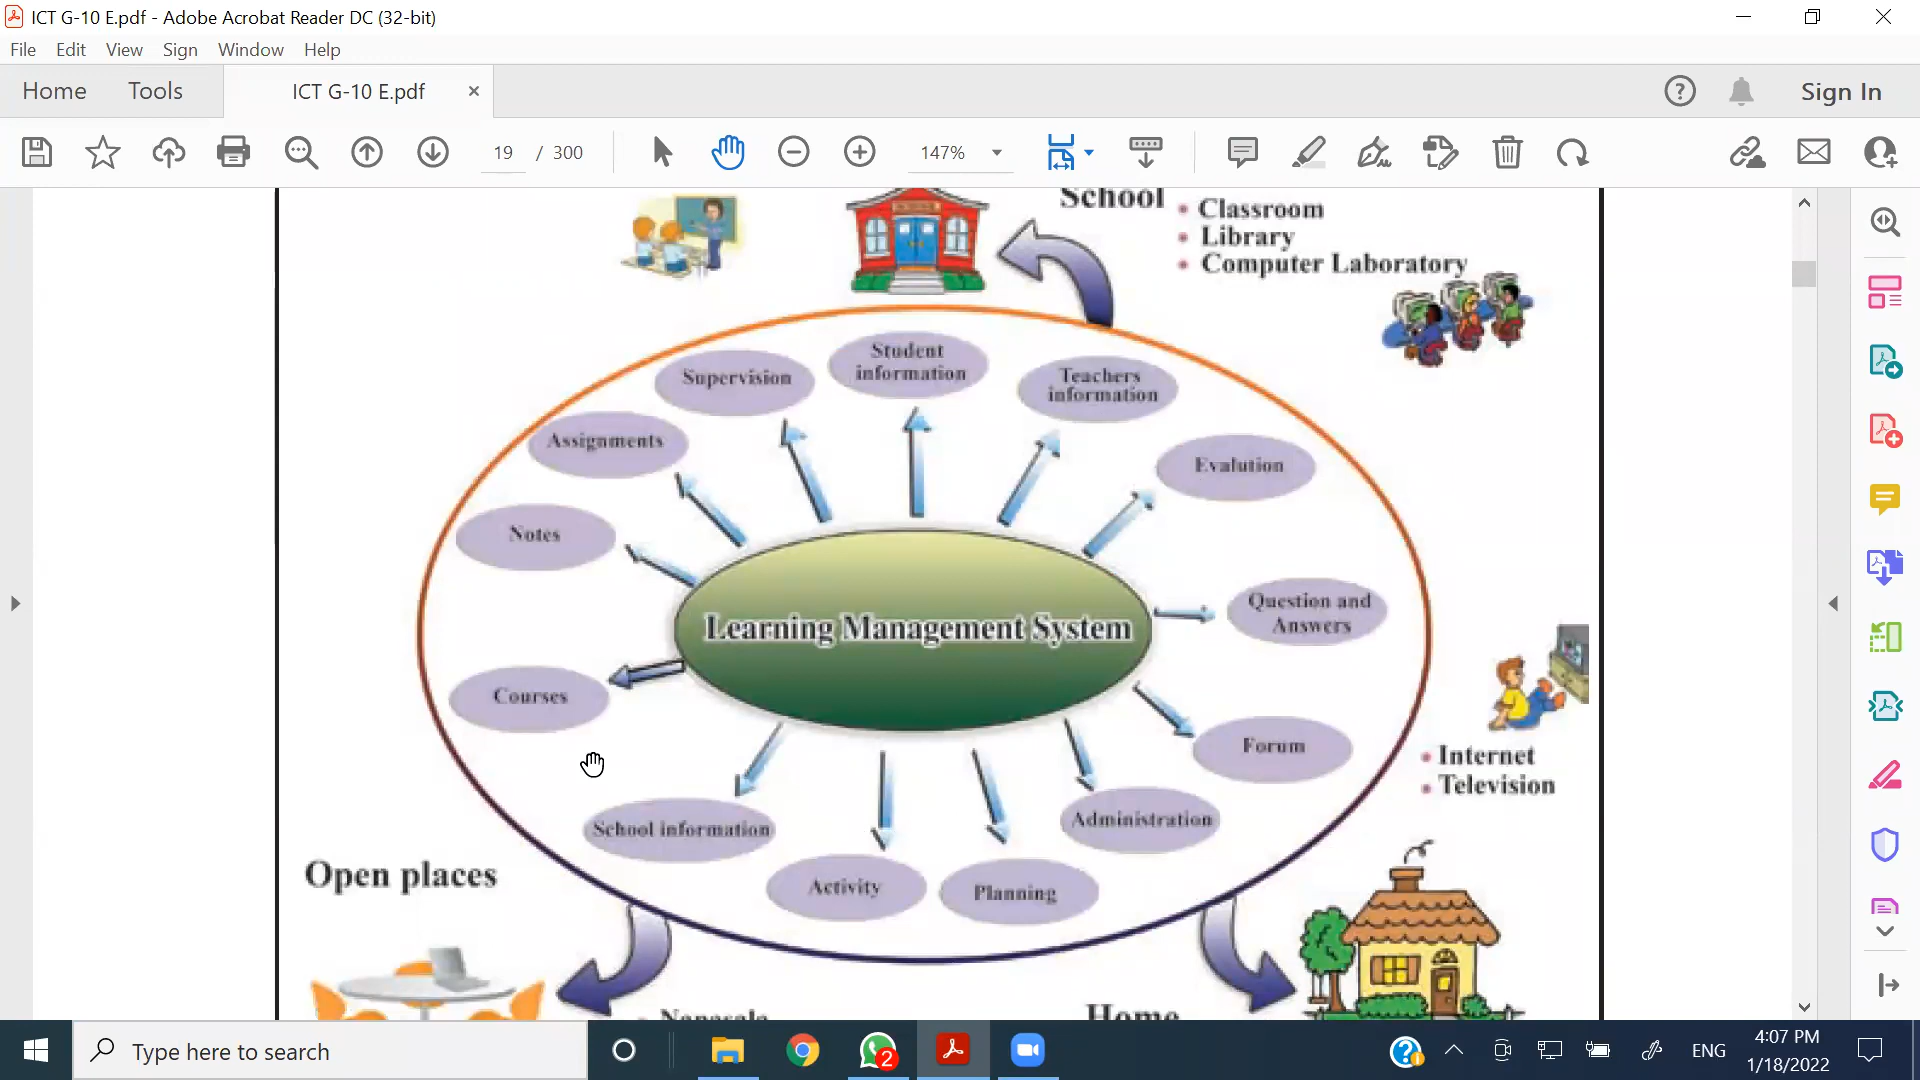 ICT G-10 E.pdf - Adobe Acrobat Reader DC (32-bit)
File Edit View Sign Window Help
Home Tools ICT G-10 E.pdf Sign In
19 / 300 147%
School
Classroom
Library
Computer Laboratory
Student
information
Supervision
Teachers
information
Assignments
Evalution
Notes
Question and
Answers
Learning Management System
Courses
Forum
Internet
Television
School information
Administration
Activity
Planning
Open places
Nenasala
Home
Type here to search
2
ENG
4:07 PM
1/18/2022